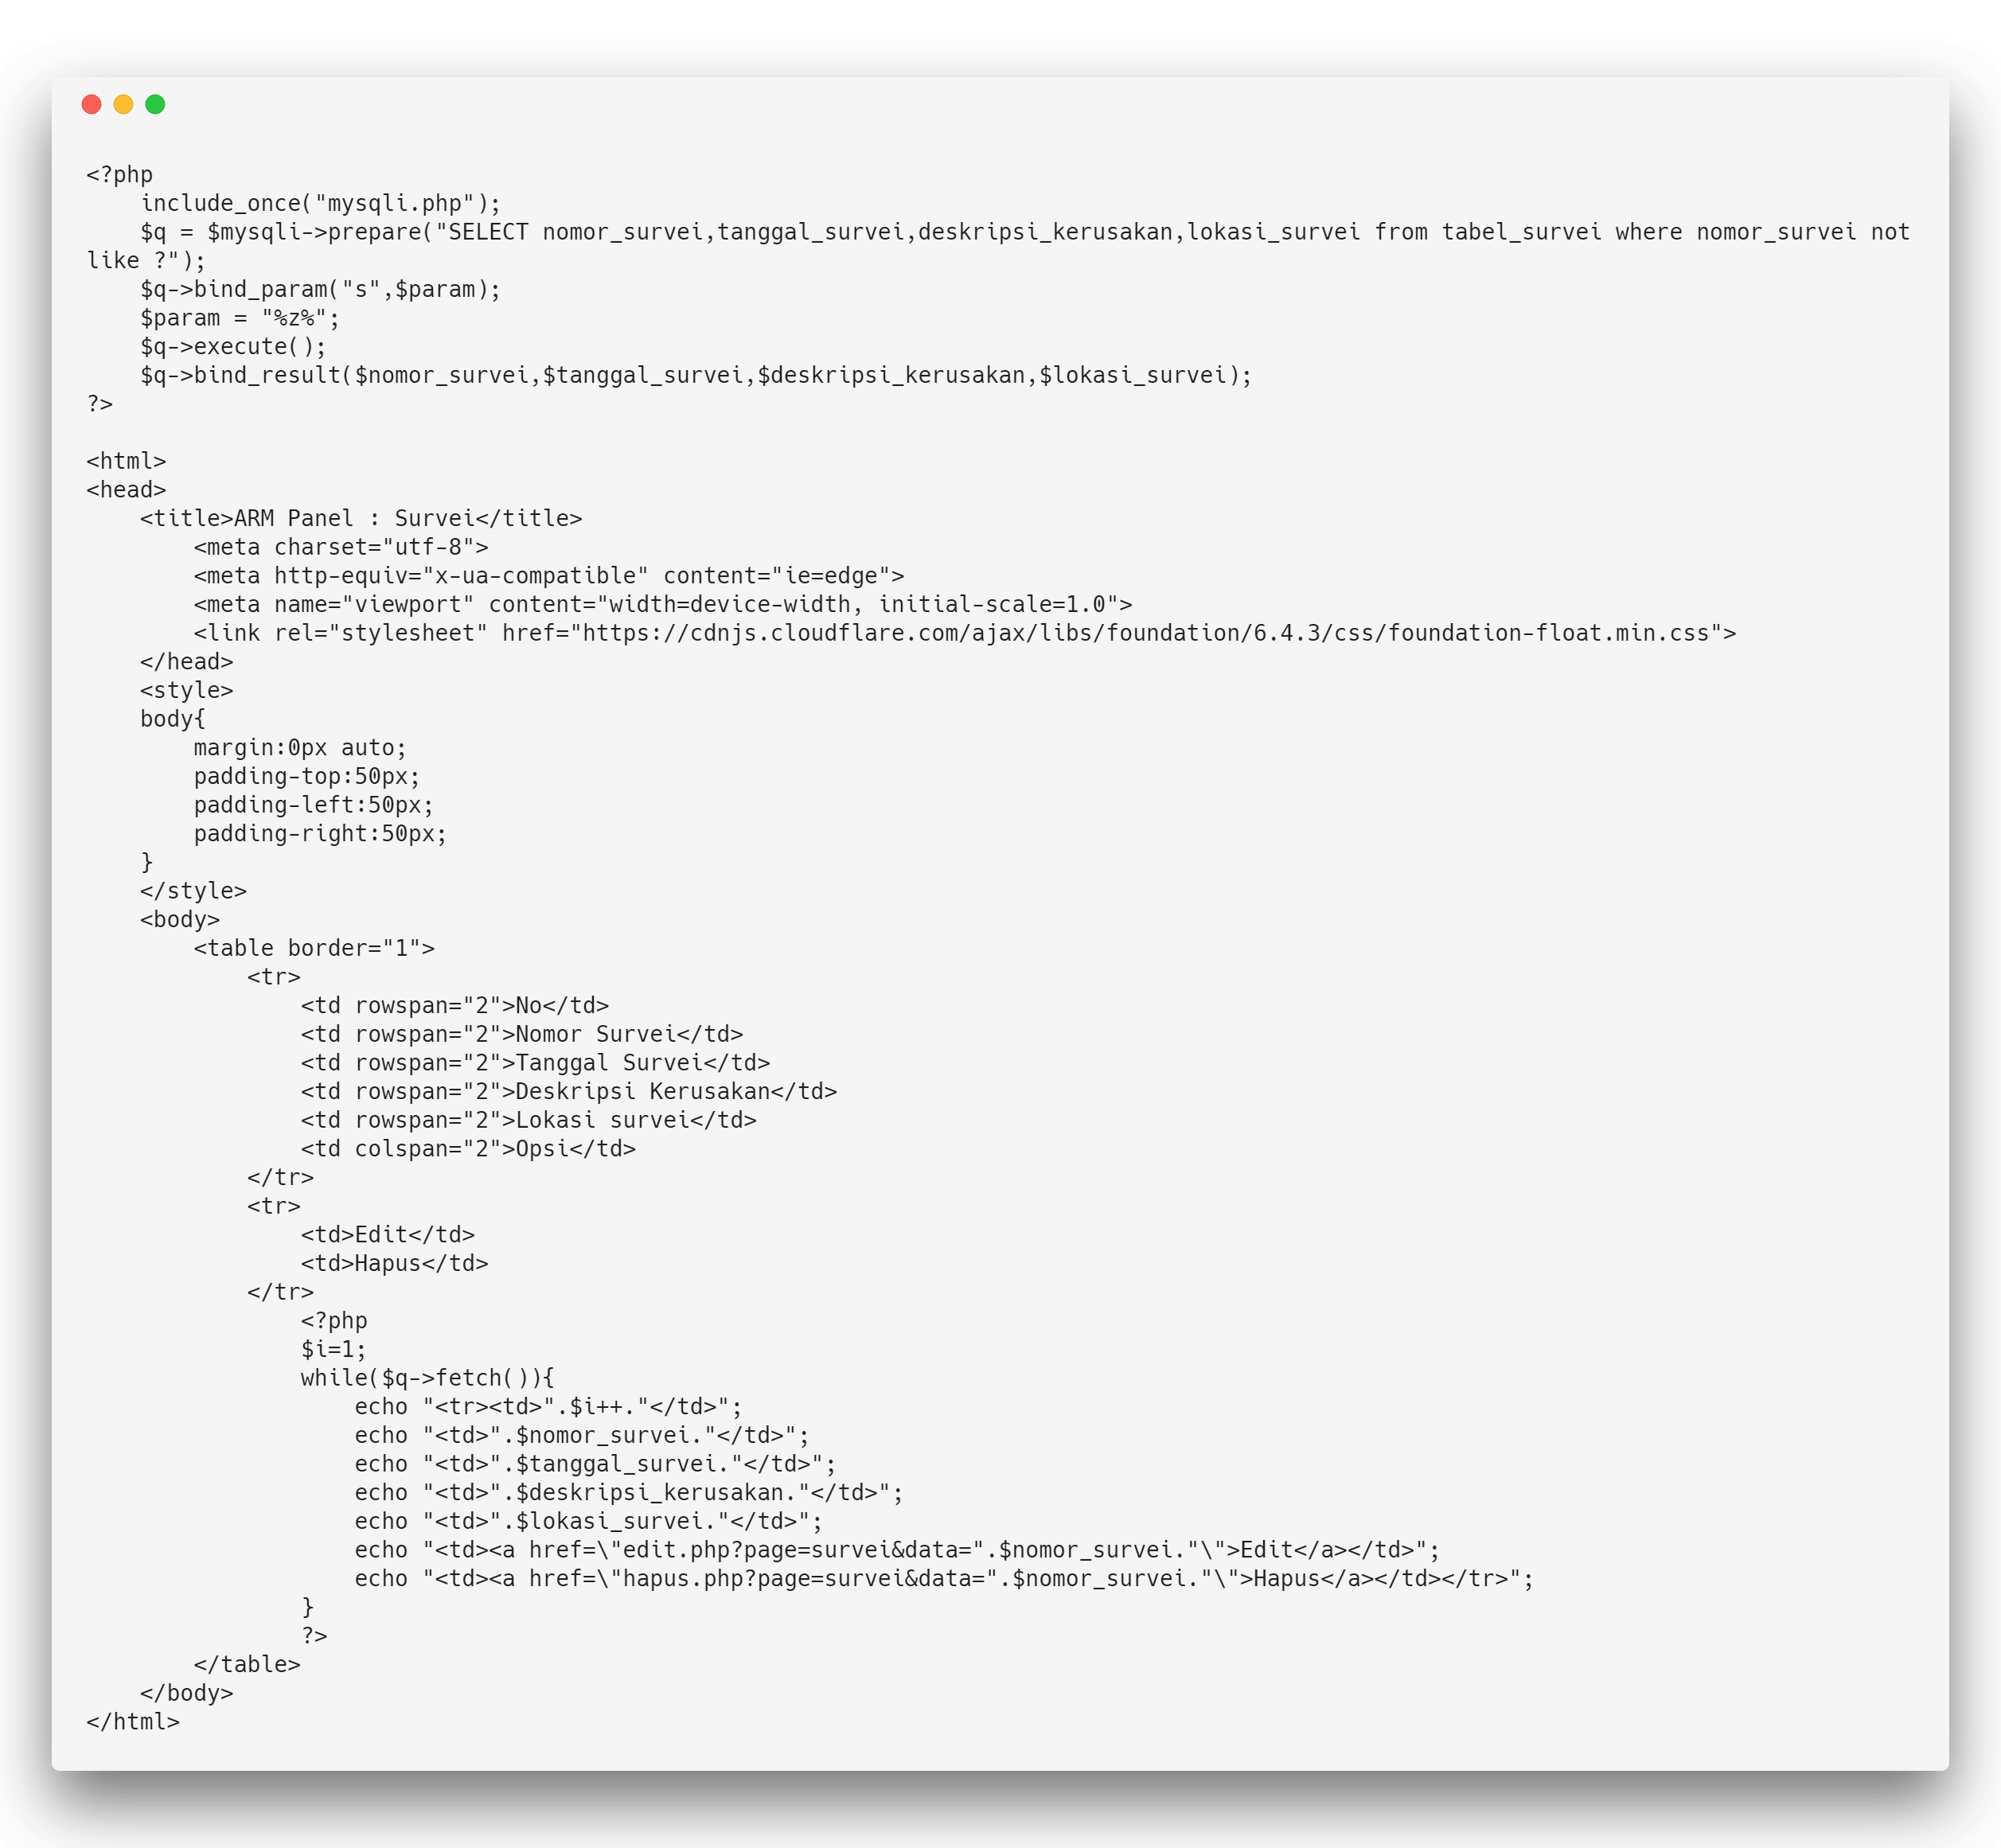 <?php
    include_once("mysqli.php");
    $q = $mysqli->prepare("SELECT nomor_survei,tanggal_survei,deskripsi_kerusakan,lokasi_survei from tabel_survei where nomor_survei not
like ?");
    $q->bind_param("s",$param);
    $param = "%z%";
    $q->execute();
    $q->bind_result($nomor_survei,$tanggal_survei,$deskripsi_kerusakan,$lokasi_survei);
?>

<html>
<head>
    <title>ARM Panel : Survei</title>
        <meta charset="utf-8">
        <meta http-equiv="x-ua-compatible" content="ie=edge">
        <meta name="viewport" content="width=device-width, initial-scale=1.0">
        <link rel="stylesheet" href="https://cdnjs.cloudflare.com/ajax/libs/foundation/6.4.3/css/foundation-float.min.css">
    </head>
    <style>
    body{
        margin:0px auto;
        padding-top:50px;
        padding-left:50px;
        padding-right:50px;
    }
    </style>
    <body>
        <table border="1">
            <tr>
                <td rowspan="2">No</td>
                <td rowspan="2">Nomor Survei</td>
                <td rowspan="2">Tanggal Survei</td>
                <td rowspan="2">Deskripsi Kerusakan</td>
                <td rowspan="2">Lokasi survei</td>
                <td colspan="2">Opsi</td>
            </tr>
            <tr>
                <td>Edit</td>
                <td>Hapus</td>
            </tr>
                <?php
                $i=1;
                while($q->fetch()){
                    echo "<tr><td>".$i++."</td>";
                    echo "<td>".$nomor_survei."</td>";
                    echo "<td>".$tanggal_survei."</td>";
                    echo "<td>".$deskripsi_kerusakan."</td>";
                    echo "<td>".$lokasi_survei."</td>";
                    echo "<td><a href=\"edit.php?page=survei&data=".$nomor_survei."\">Edit</a></td>";
                    echo "<td><a href=\"hapus.php?page=survei&data=".$nomor_survei."\">Hapus</a></td></tr>";
                }
                ?>
        </table>
    </body>
</html>